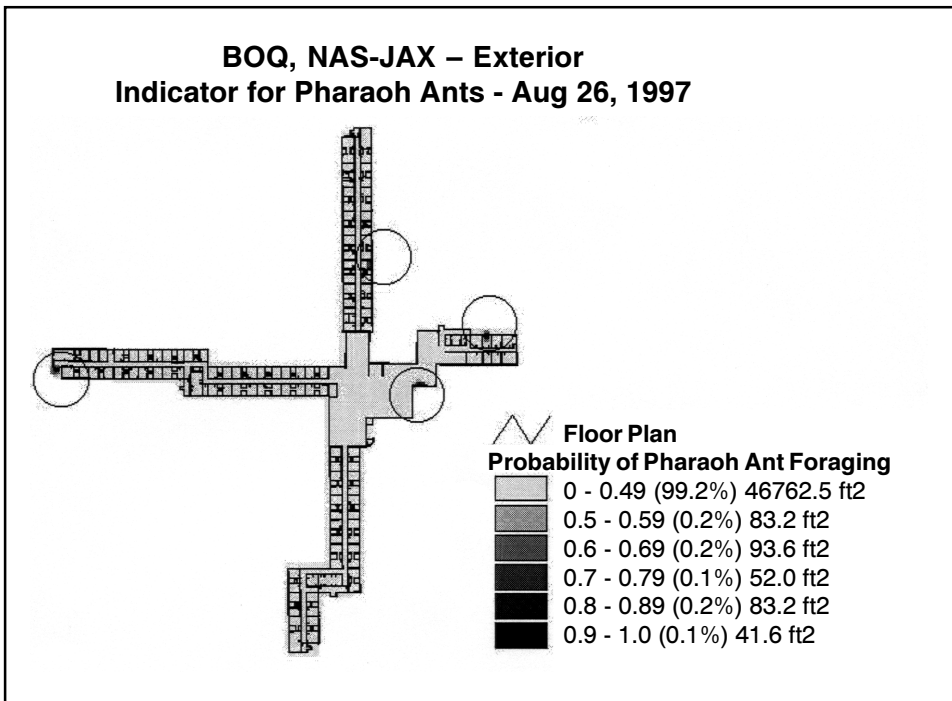 BOQ, NAS-JAX – Exterior
Indicator for Pharaoh Ants - Aug 26, 1997
Floor Plan
Probability of Pharaoh Ant Foraging
0 - 0.49 (99.2%) 46762.5 ft2
0.5 - 0.59 (0.2%) 83.2 ft2
0.6 - 0.69 (0.2%) 93.6 ft2
0.7 - 0.79 (0.1%) 52.0 ft2
0.8 - 0.89 (0.2%) 83.2 ft2
0.9 - 1.0 (0.1%) 41.6 ft2